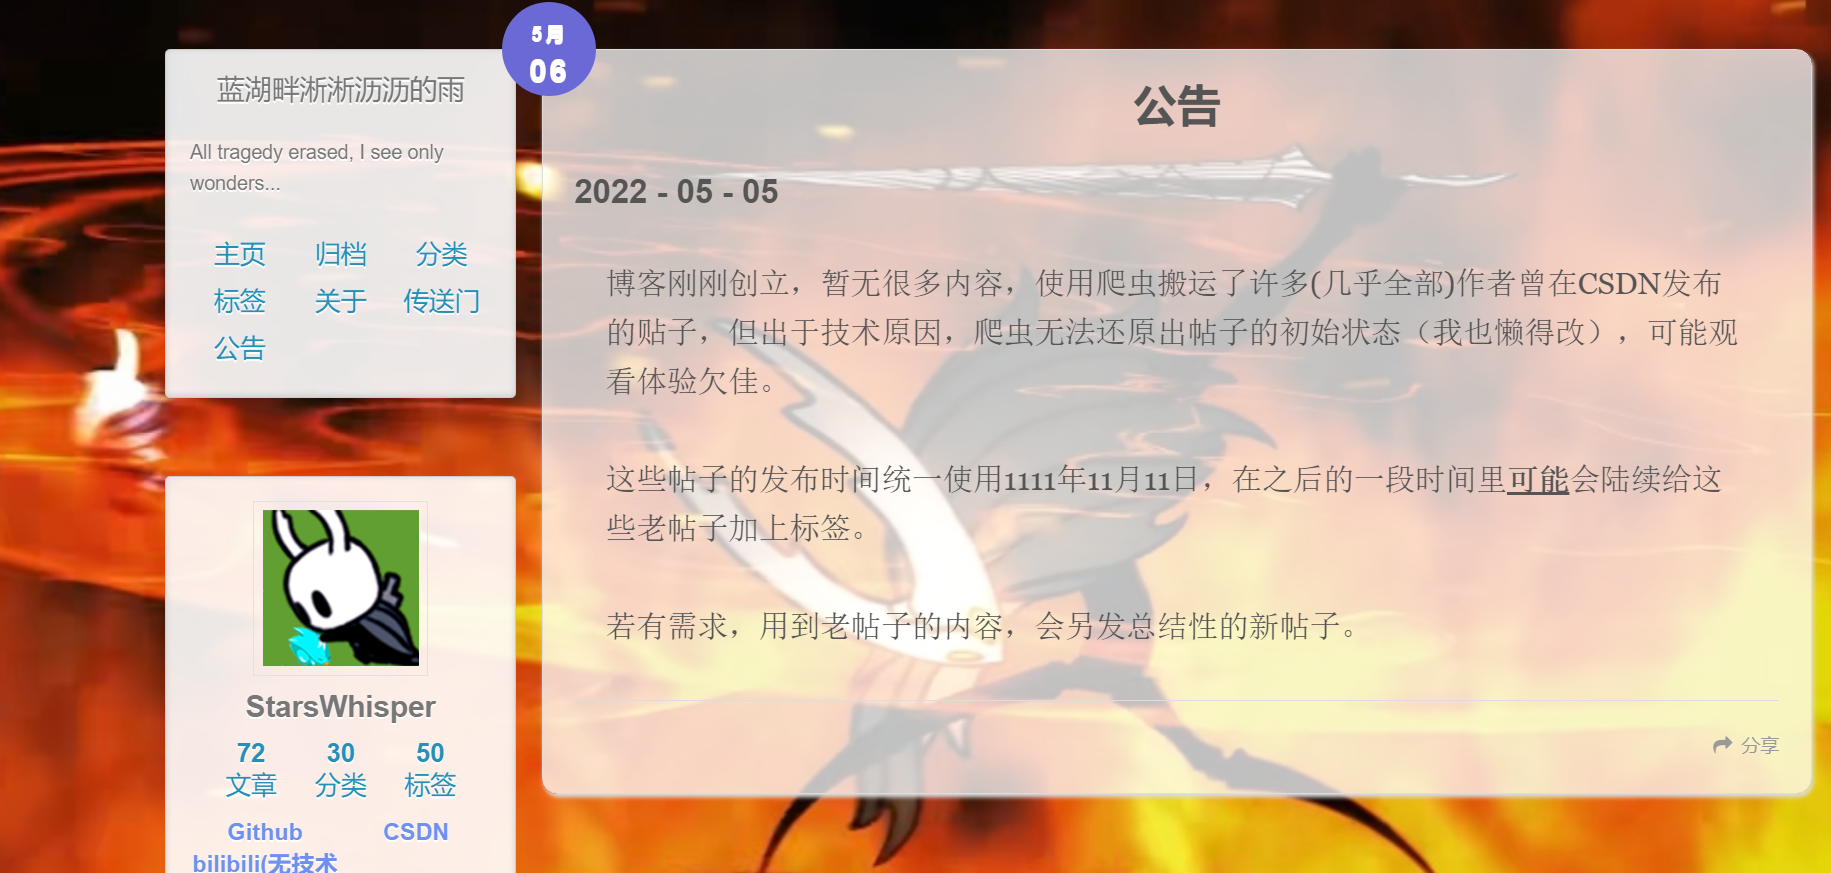 蓝湖畔淅淅沥沥的雨
All tragedy erased, I see only
wonders...
主页 归档 分类
标签 关于 传送门
公告
StarsWhisper
72 30 50
文章 分类 标签
Github CSDN
bilibili(无技术
5月
06
公告
2022 - 05 - 05
博客刚刚创立，暂无很多内容，使用爬虫搬运了许多(几乎全部)作者曾在CSDN发布
的贴子，但出于技术原因，爬虫无法还原出帖子的初始状态（我也懒得改），可能观
看体验欠佳。
这些帖子的发布时间统一使用1111年11月11日，在之后的一段时间里可能会陆续给这
些老帖子加上标签。
若有需求，用到老帖子的内容，会另发总结性的新帖子。
分享